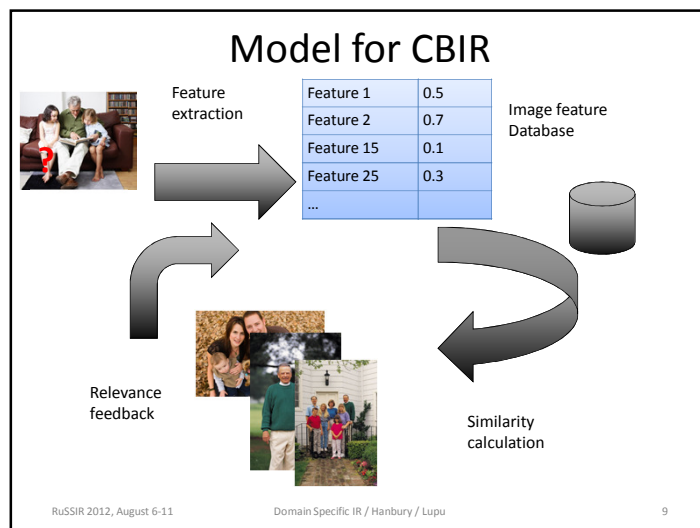 Model for CBIR
Feature
extraction
?
Feature 1 0.5
Feature 2 0.7
Feature 15 0.1
Feature 25 0.3
...
Image feature
Database
Relevance
feedback
Similarity
calculation
RuSSIR 2012, August 6-11 Domain Specific IR / Hanbury / Lupu 9